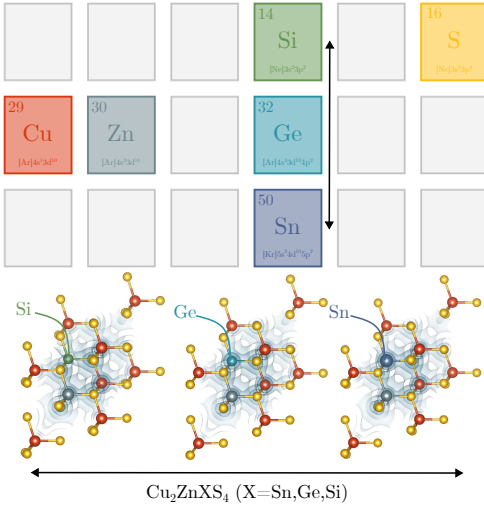 14 16
Si S
[Ne]3s²3p² [Ne]3s²3p⁴
29 30 32
Cu Zn Ge
[Ar]4s¹3d¹⁰ [Ar]4s²3d¹⁰ [Ar]4s²3d¹⁰4p²
50
Sn
[Kr]5s²4d¹⁰5p²
Si Ge Sn
Cu₂ZnXS₄ (X=Sn,Ge,Si)